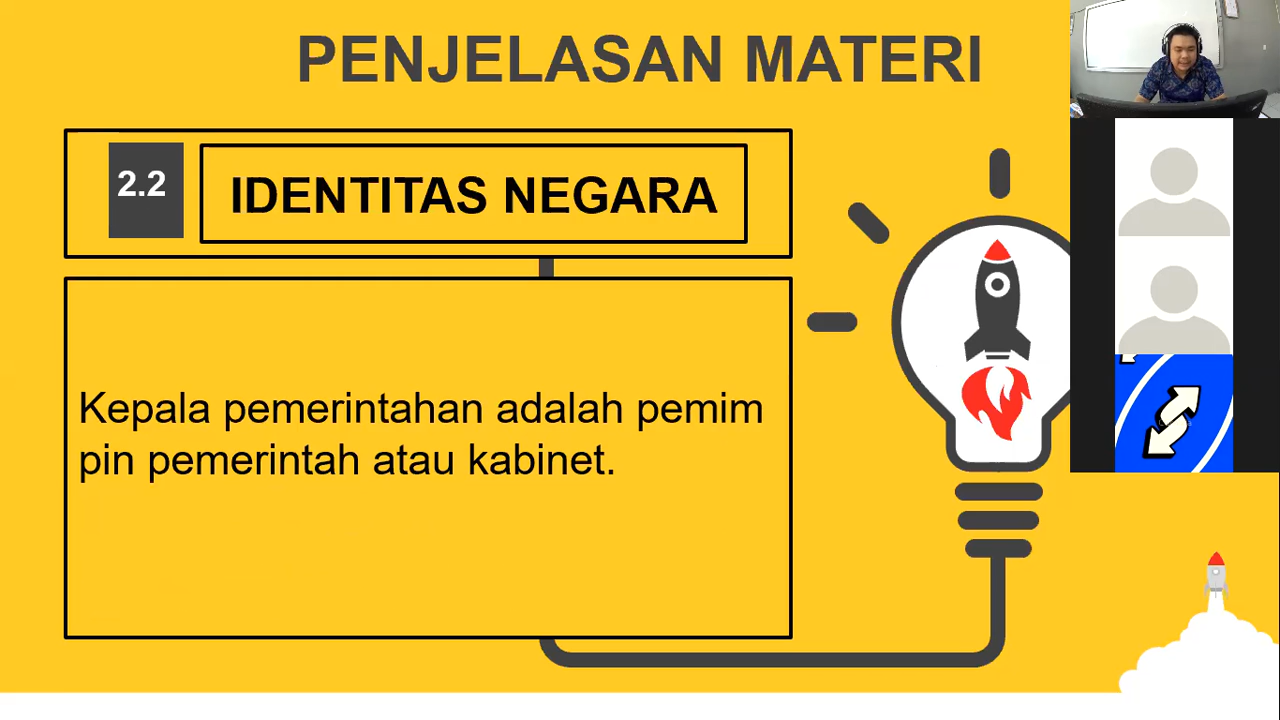 PENJELASAN MATERI
2.2
IDENTITAS NEGARA
Kepala pemerintahan adalah pemim
pin pemerintah atau kabinet.